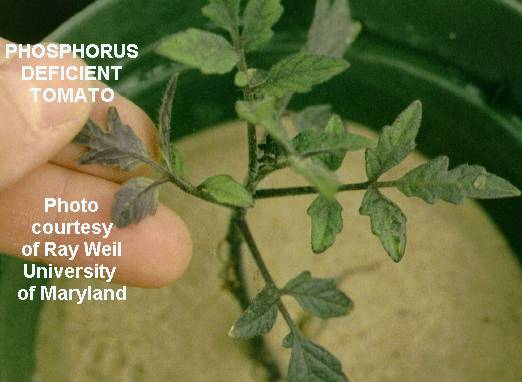 PHOSPHORUS
DEFICIENT
TOMATO
Photo
courtesy
of Ray Weil
University
of Maryland